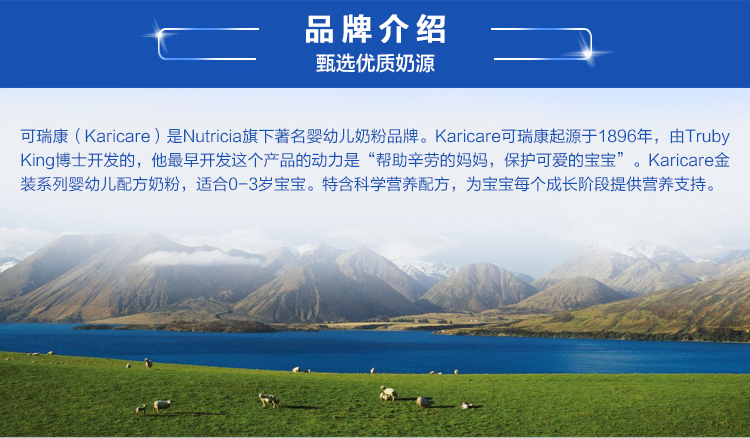 品牌介绍
甄选优质奶源
可瑞康（Karicare）是Nutricia旗下著名婴幼儿奶粉品牌。Karicare可瑞康起源于1896年，由Truby
King博士开发的，他最早开发这个产品的动力是“帮助辛劳的妈妈，保护可爱的宝宝”。Karicare金
装系列婴幼儿配方奶粉，适合0-3岁宝宝。特含科学营养配方，为宝宝每个成长阶段提供营养支持。